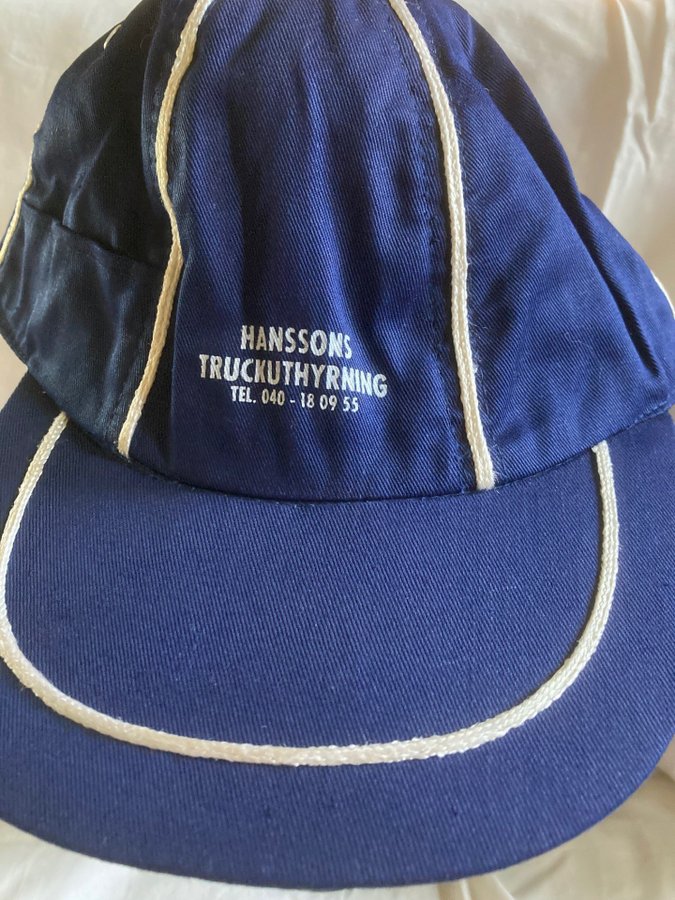 HANSSONS
TRUCKUTHYRNING
TEL. 040 - 18 09 55